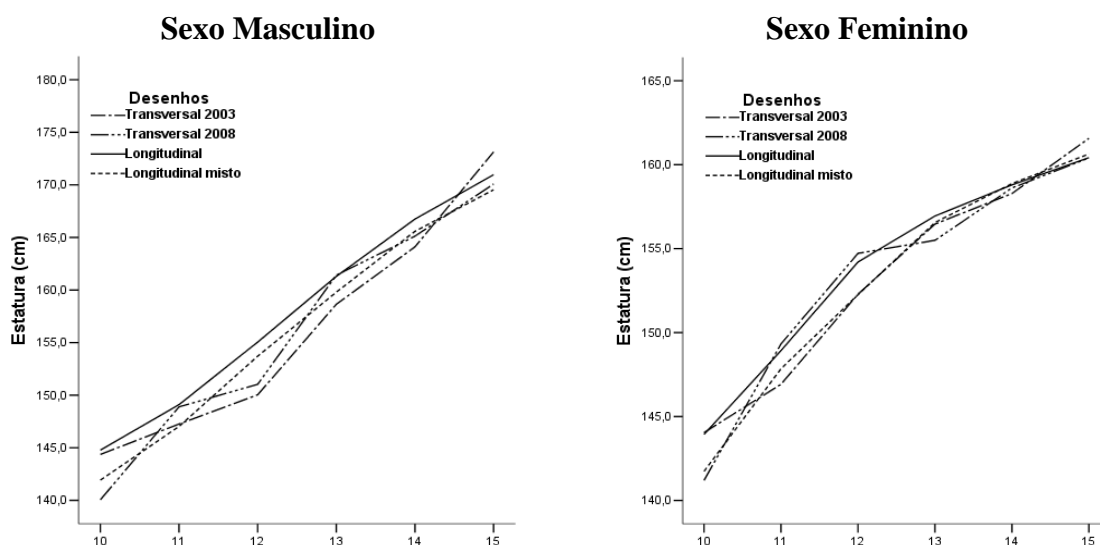 Sexo Masculino
180,0
175,0
170,0
165,0
160,0
155,0
150,0
145,0
140,0
Estatura (cm)
Desenhos
Transversal 2003
Transversal 2008
Longitudinal
Longitudinal misto
10 11 12 13 14 15
Sexo Feminino
165,0
160,0
155,0
150,0
145,0
140,0
Estatura (cm)
Desenhos
Transversal 2003
Transversal 2008
Longitudinal
Longitudinal misto
10 11 12 13 14 15